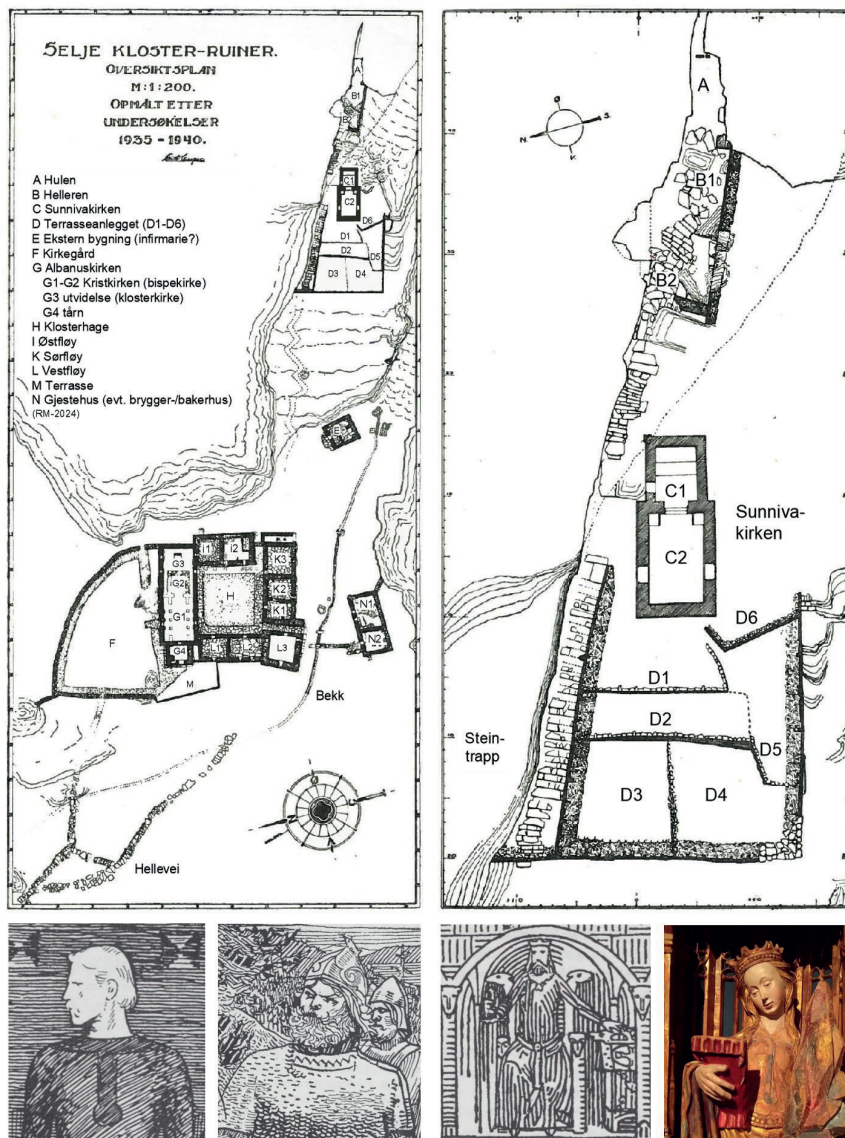 SELJE KLOSTER-RUINER.
OVERSIKTSPLAN
M:1:200.
OPMÅLT ETTER
UNDERSØKELSER
1935-1940.
A Hulen
B Helleren
C Sunnivakirken
D Terrasseanlegget (D1-D6)
E Ekstern bygning (infirmarie?)
F Kirkegård
G Albanuskirken
G1-G2 Kristkirken (bispekirke)
G3 utvidelse (klosterkirke)
G4 tårn
H Klosterhage
I Østfløy
K Sørfløy
L Vestfløy
M Terrasse
N Gjestehus (evt. brygger-/bakerhus)
(RM-2024)
A
B1
B2
C1
C2
D6
D1
D2
D5
D3
D4
E
I1
I2
G3
G2
G1
G4
H
K3
K2
K1
N1
N2
F
L1
L2
L3
M
Bekk
Hellevei
A
Ø
N
S.
V.
B1
B2
C1
C2
Sunniva-
kirken
D6
D1
D2
D5
D3
D4
Stein-
trapp